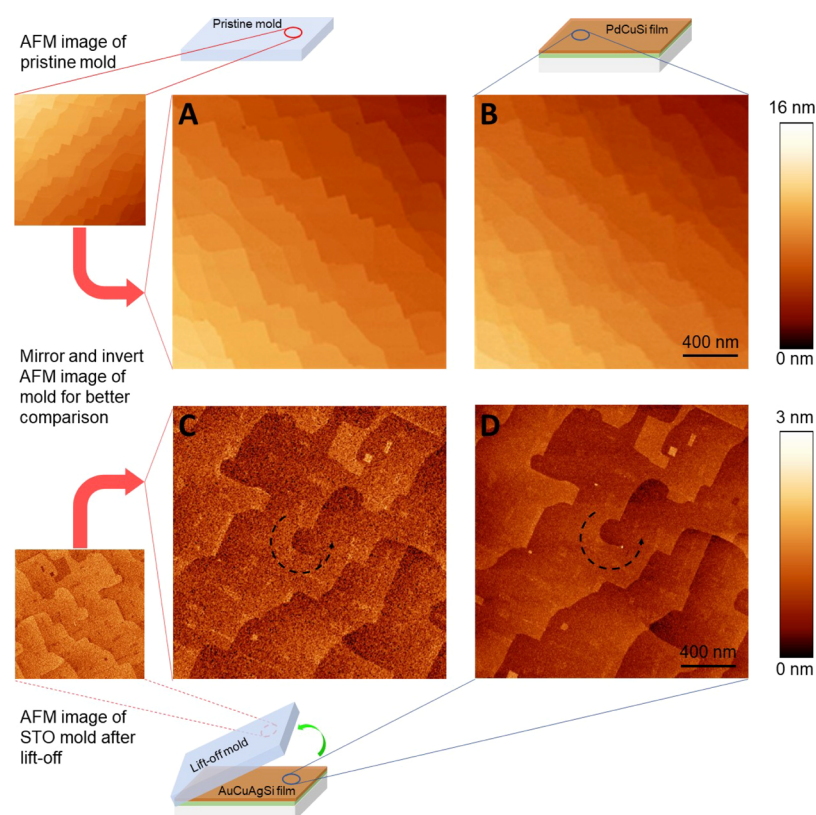 AFM image of
pristine mold
Pristine mold
PdCuSi film
A
B
16 nm
400 nm
0 nm
Mirror and invert
AFM image of
mold for better
comparison
C
D
3 nm
400 nm
0 nm
AFM image of
STO mold after
lift-off
Lift-off mold
AuCuAgSi film